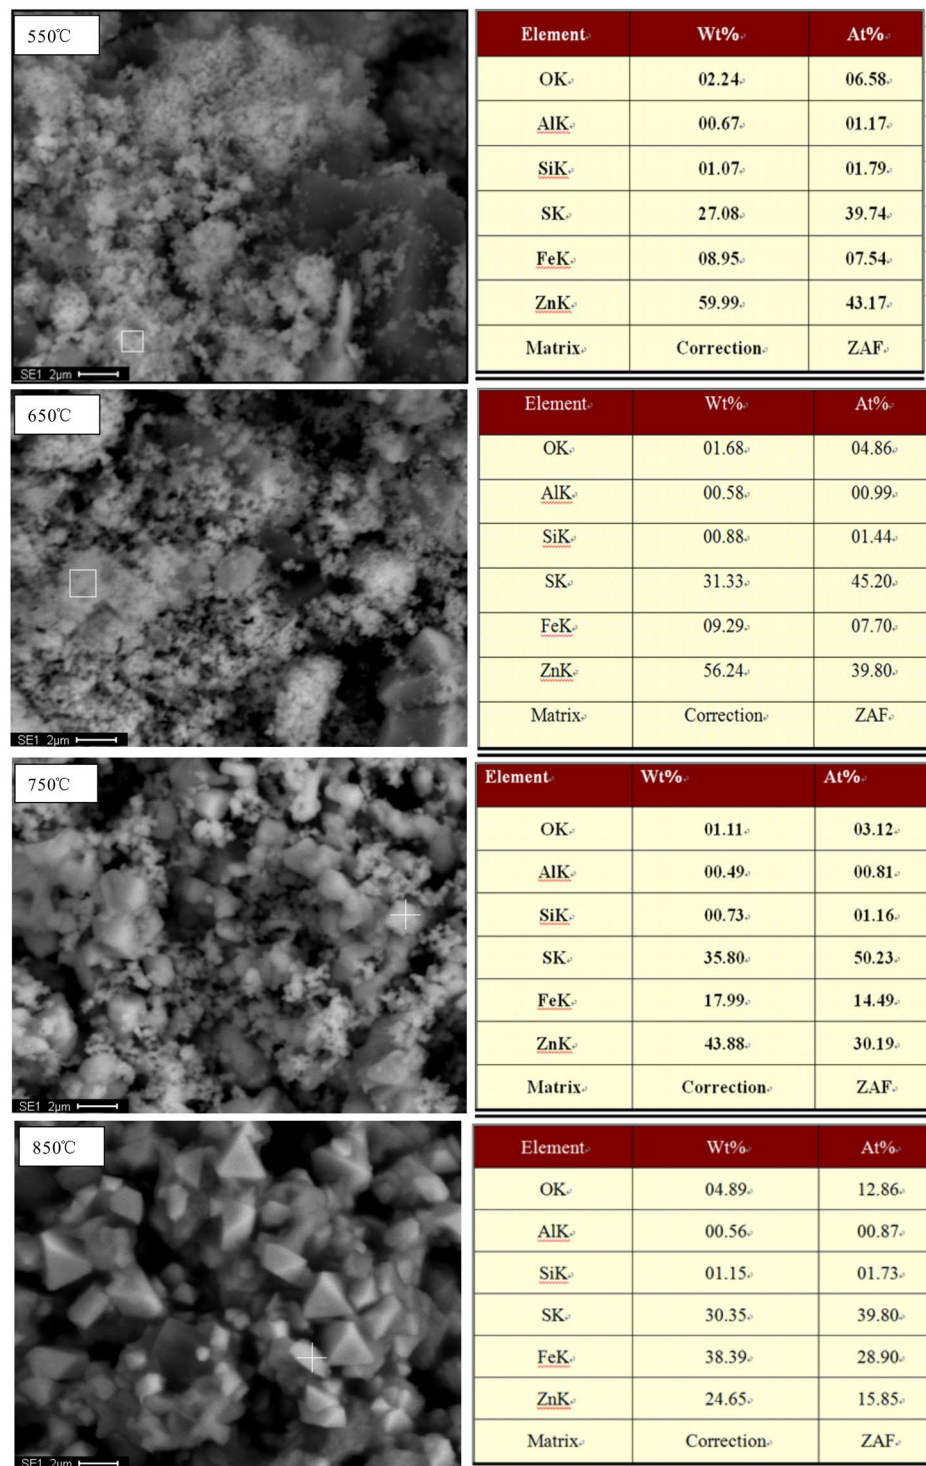 550℃
Element Wt% At%
OK 02.24 06.58
AlK 00.67 01.17
SiK 01.07 01.79
SK 27.08 39.74
FeK 08.95 07.54
ZnK 59.99 43.17
Matrix Correction ZAF
SE1 2μm
650℃
Element Wt% At%
OK 01.68 04.86
AlK 00.58 00.99
SiK 00.88 01.44
SK 31.33 45.20
FeK 09.29 07.70
ZnK 56.24 39.80
Matrix Correction ZAF
SE1 2μm
750℃
Element Wt% At%
OK 01.11 03.12
AlK 00.49 00.81
SiK 00.73 01.16
SK 35.80 50.23
FeK 17.99 14.49
ZnK 43.88 30.19
Matrix Correction ZAF
SE1 2μm
850℃
Element Wt% At%
OK 04.89 12.86
AlK 00.56 00.87
SiK 01.15 01.73
SK 30.35 39.80
FeK 38.39 28.90
ZnK 24.65 15.85
Matrix Correction ZAF
SE1 2μm